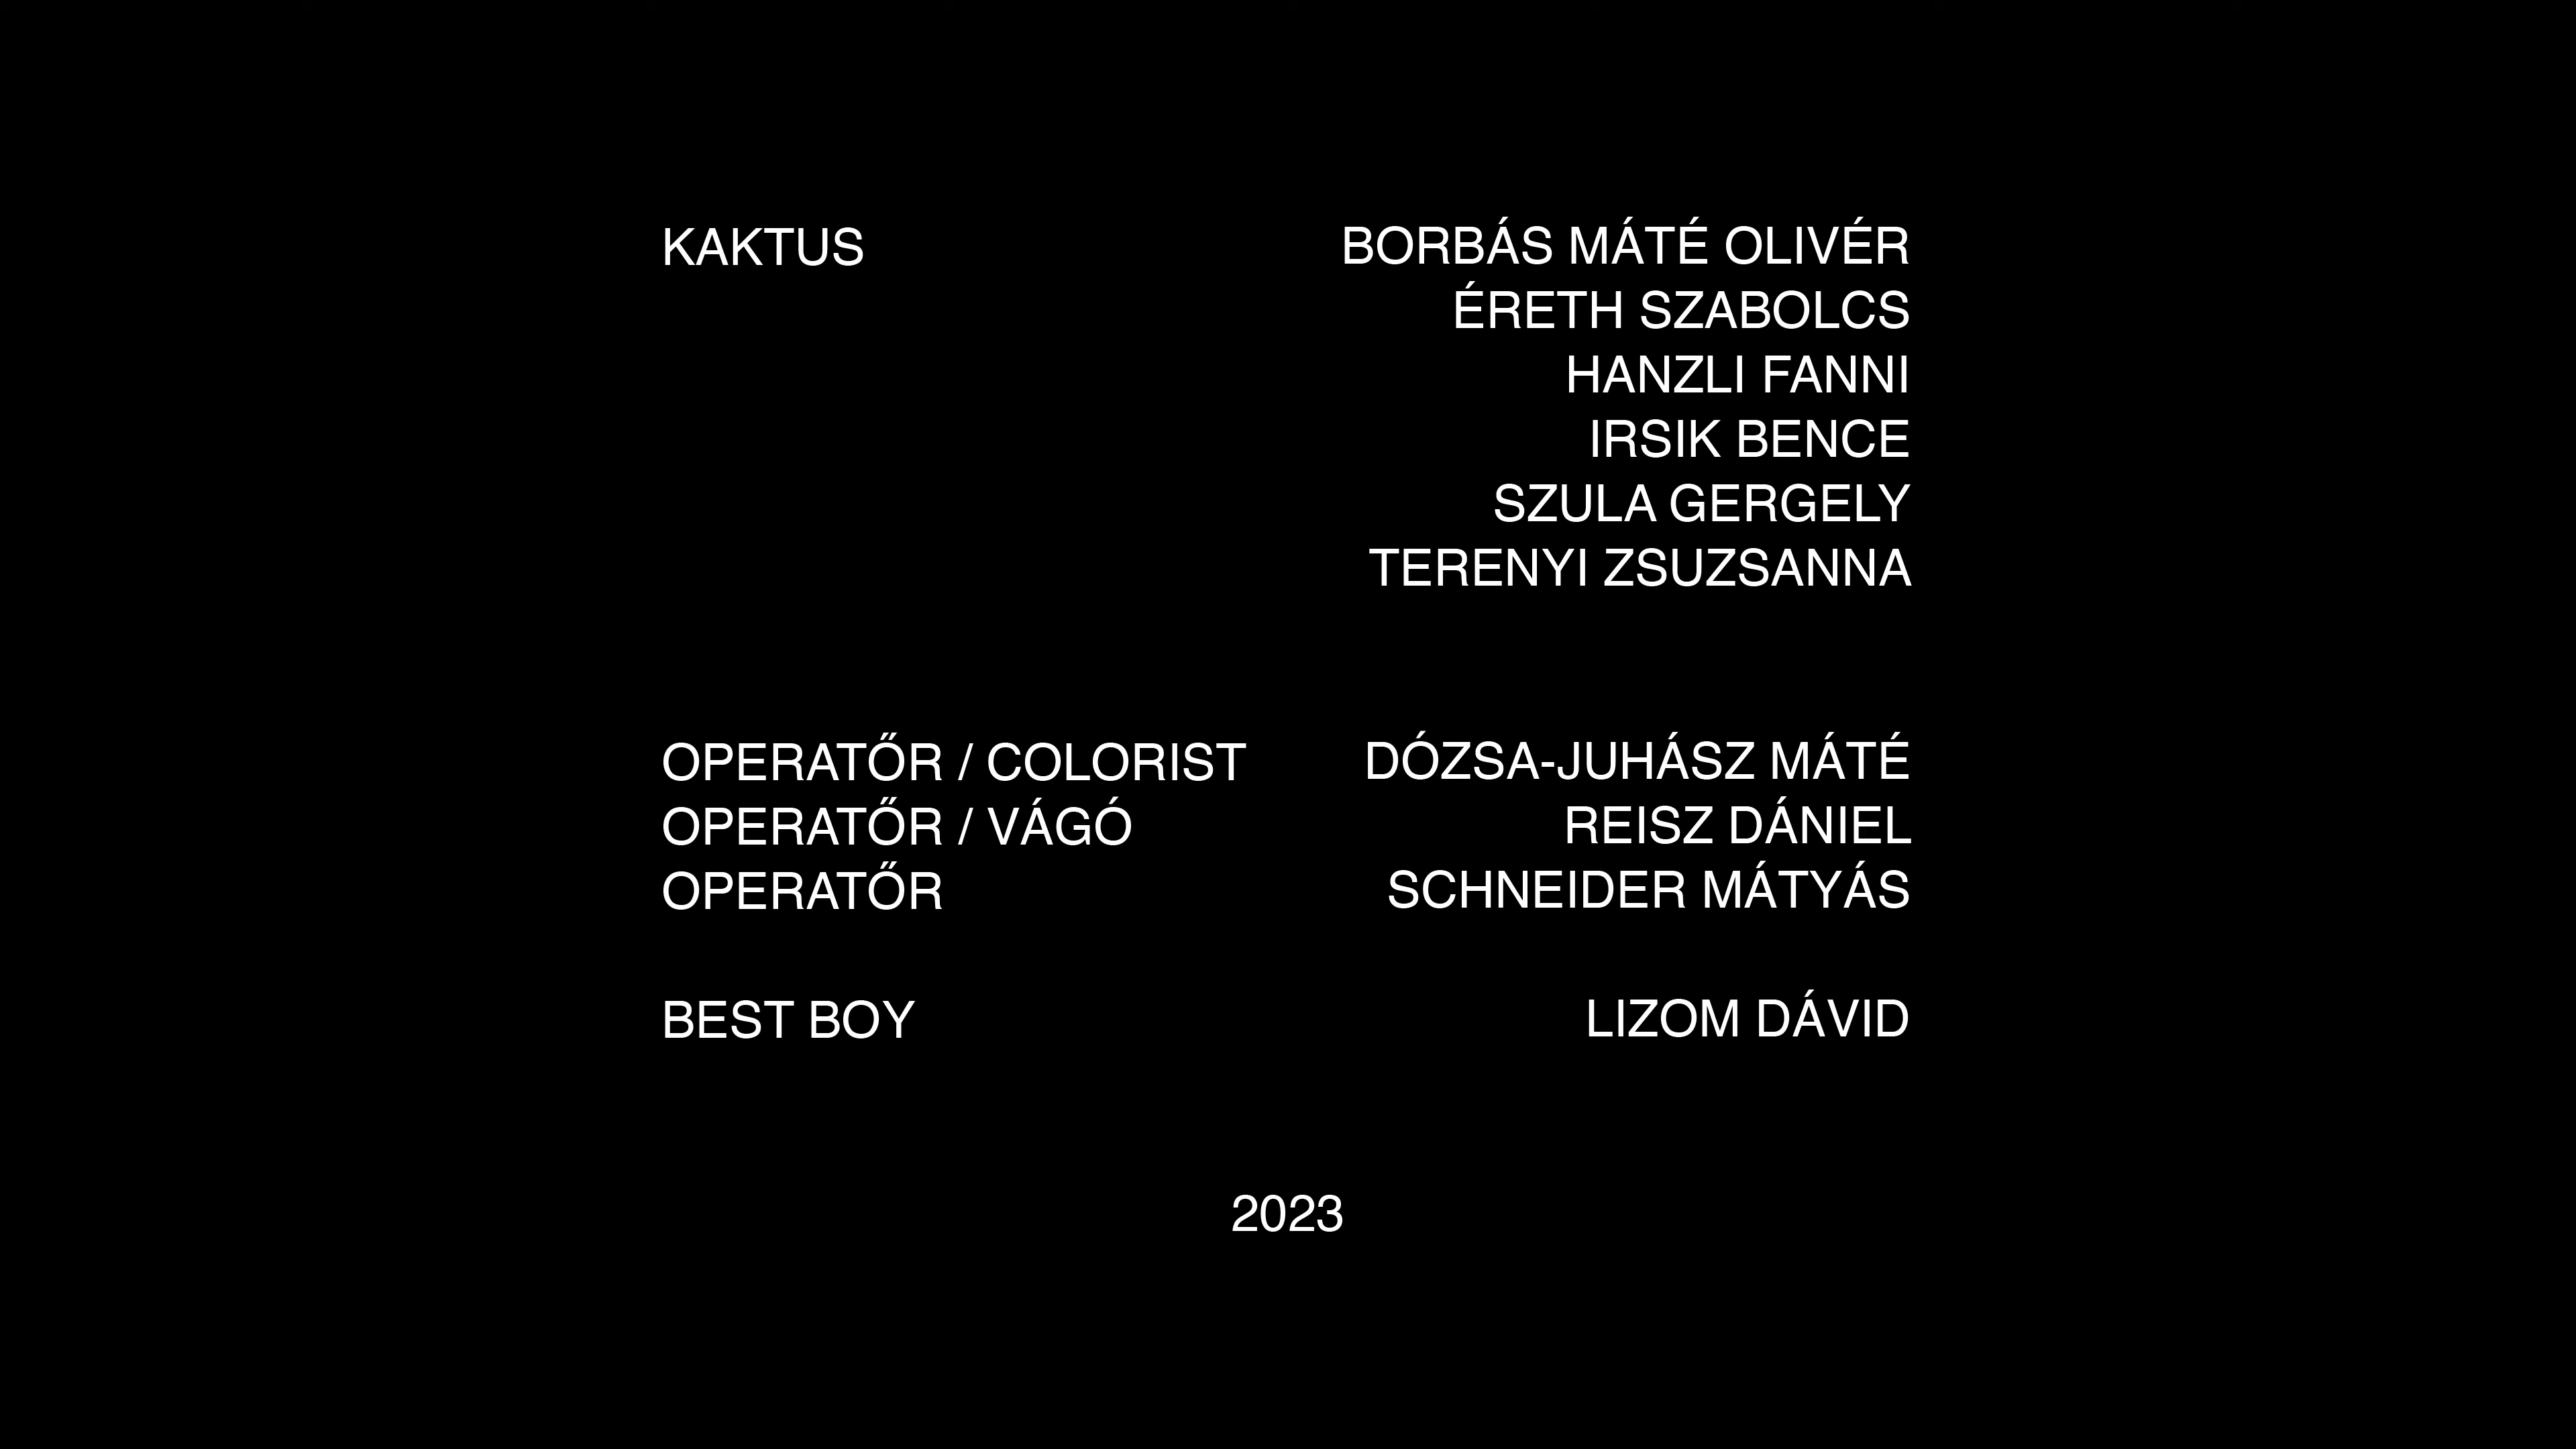 KAKTUS BORBÁS MÁTÉ OLIVÉR
ÉRETH SZABOLCS
HANZLI FANNI
IRSIK BENCE
SZULA GERGELY
TERENYI ZSUZSANNA
OPERATŐR / COLORIST DÓZSA-JUHÁSZ MÁTÉ
OPERATŐR / VÁGÓ REISZ DÁNIEL
OPERATŐR SCHNEIDER MÁTYÁS
BEST BOY LIZOM DÁVID
2023